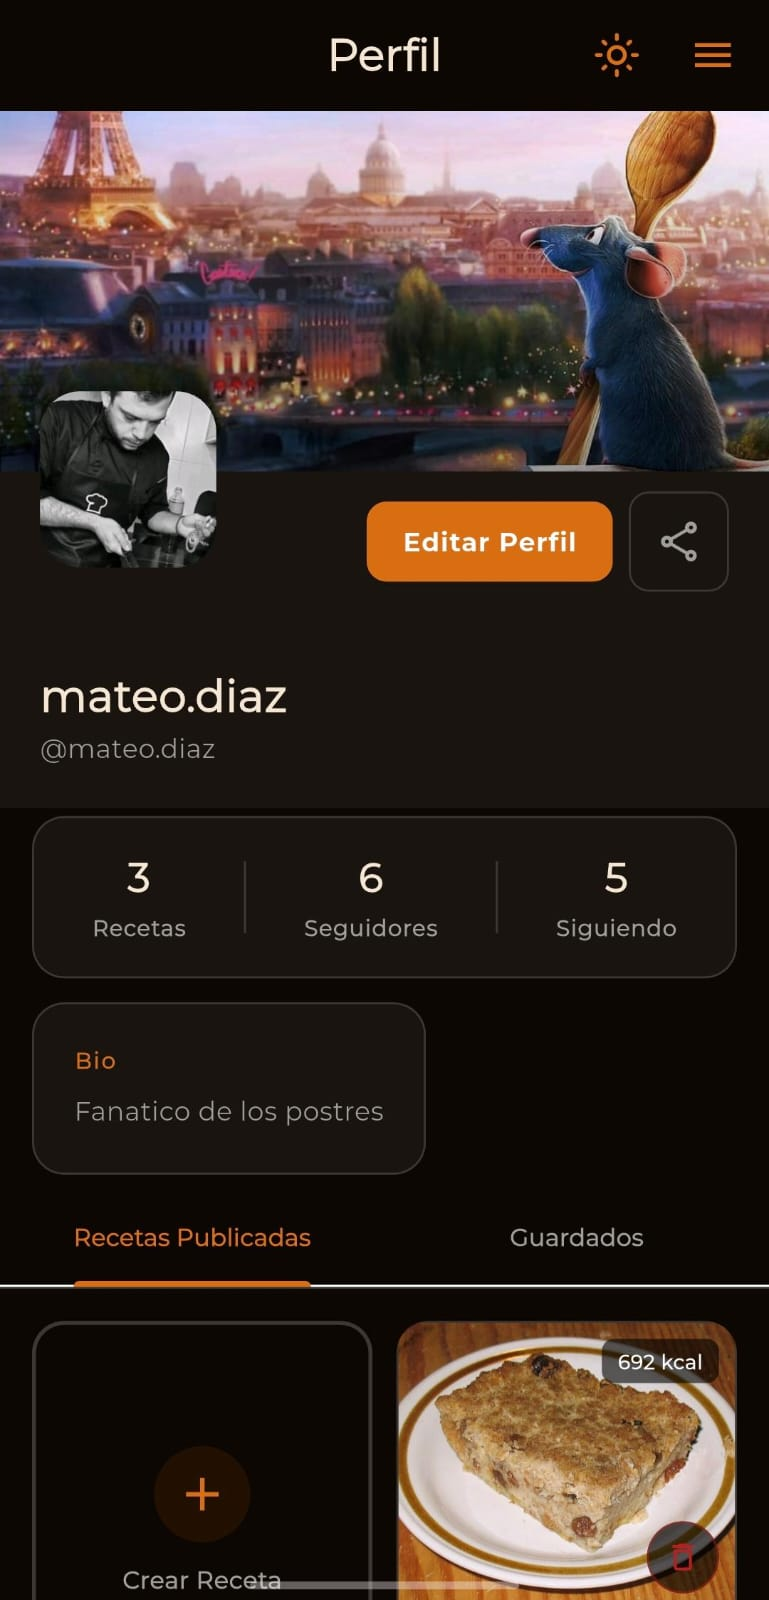 Perfil
Editar Perfil
mateo.diaz
@mateo.diaz
3
Recetas
6
Seguidores
5
Siguiendo
Bio
Fanatico de los postres
Recetas Publicadas
Guardados
692 kcal
Crear Receta